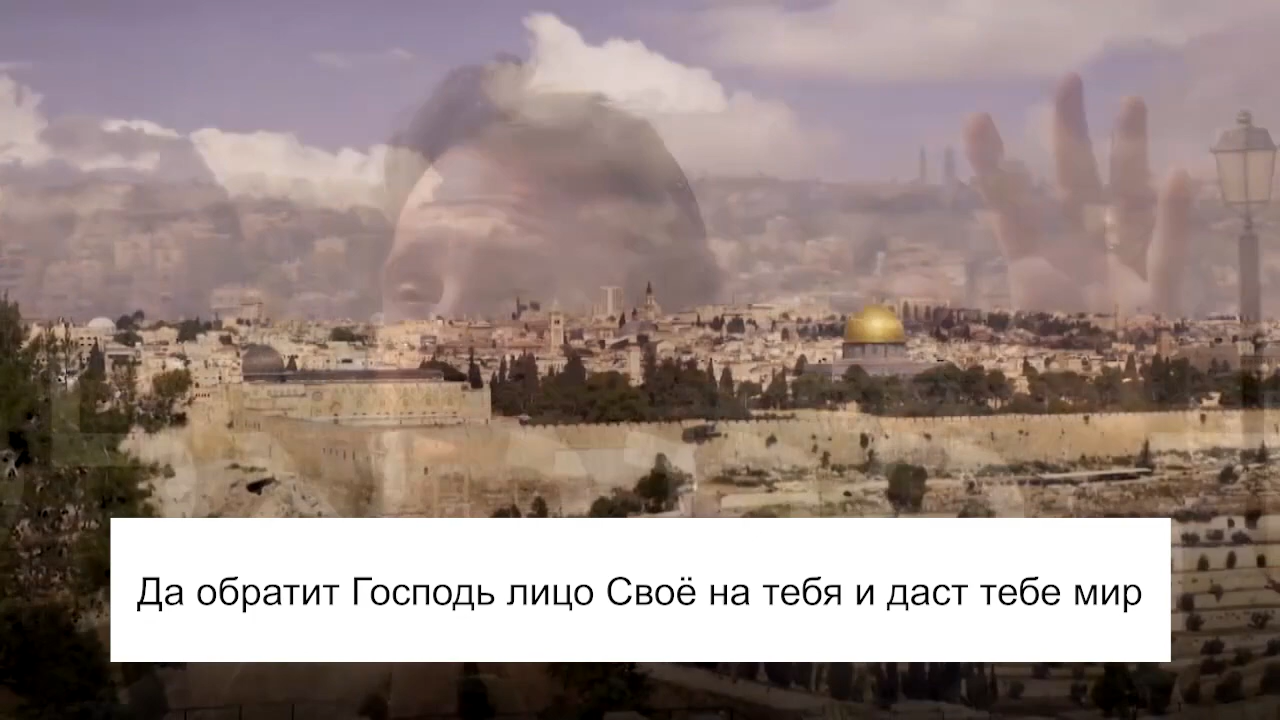 Да обратит Господь лицо Своё на тебя и даст тебе мир